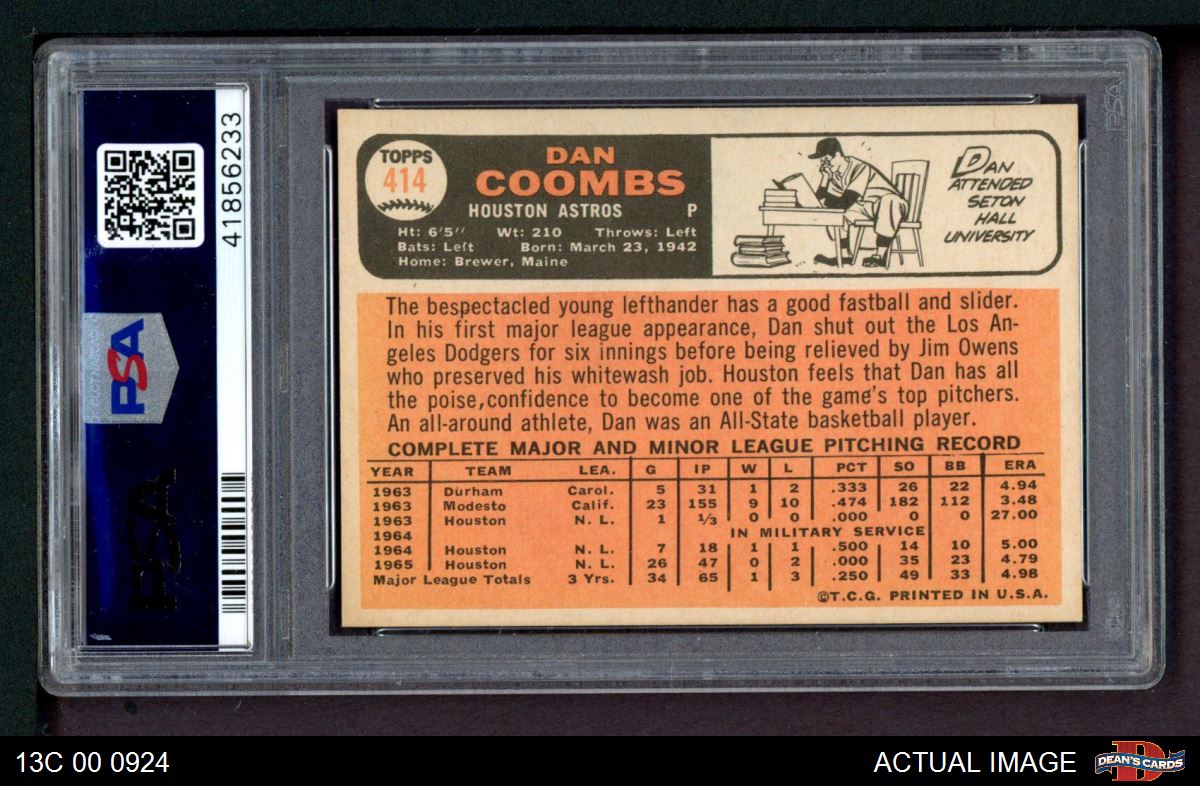 41856233
PSA
PSA
PSA
TOPPS
414
DAN
COOMBS
HOUSTON ASTROS P
Ht: 6'5" Wt: 210 Throws: Left
Bats: Left Born: March 23, 1942
Home: Brewer, Maine
DAN
ATTENDED
SETON
HALL
UNIVERSITY
The bespectacled young lefthander has a good fastball and slider.
In his first major league appearance, Dan shut out the Los An-
geles Dodgers for six innings before being relieved by Jim Owens
who preserved his whitewash job. Houston feels that Dan has all
the poise,confidence to become one of the game's top pitchers.
An all-around athlete, Dan was an All-State basketball player.
COMPLETE MAJOR AND MINOR LEAGUE PITCHING RECORD
YEAR TEAM LEA. G IP W L PCT SO BB ERA
1963 Durham Carol. 5 31 1 2 .333 26 22 4.94
1963 Modesto Calif. 23 155 9 10 .474 182 112 3.48
1963 Houston N. L. 1 1/3 0 0 .000 0 0 27.00
1964 IN MILITARY SERVICE
1964 Houston N. L. 7 18 1 1 .500 14 10 5.00
1965 Houston N. L. 26 47 0 2 .000 35 23 4.79
Major League Totals 3 Yrs. 34 65 1 3 .250 49 33 4.98
©T.C.G. PRINTED IN U.S.A.
13C 00 0924
ACTUAL IMAGE
DEAN'S CARDS